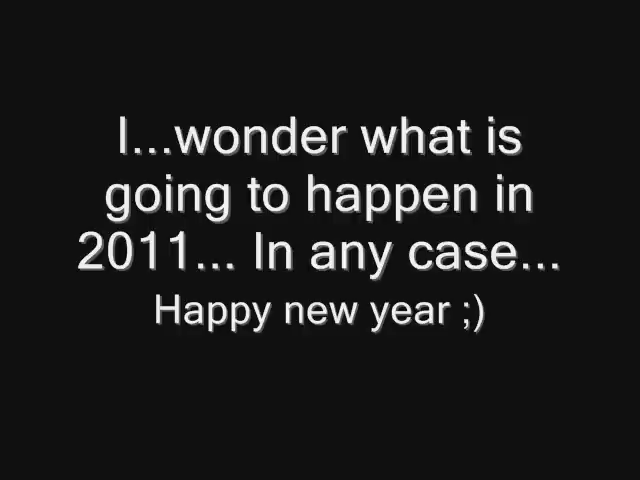 I...wonder what is
going to happen in
2011... In any case...
Happy new year ;)